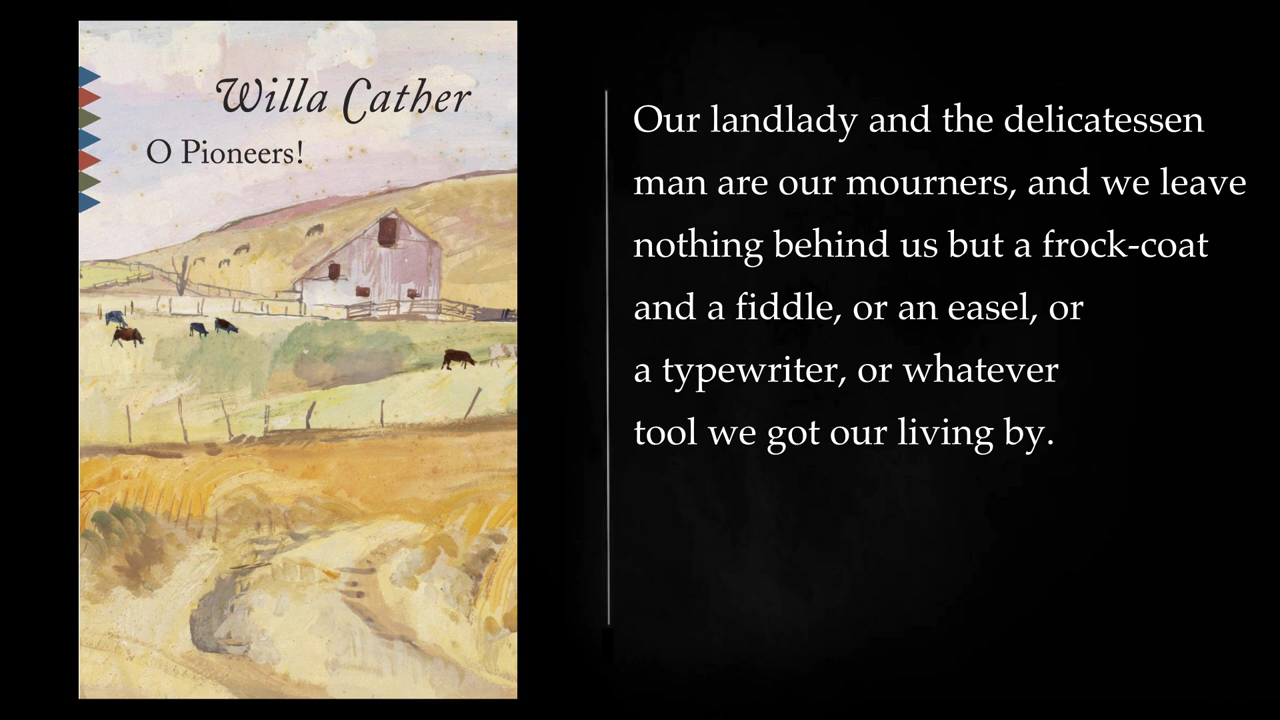 Willa Cather
O Pioneers!
Our landlady and the delicatessen
man are our mourners, and we leave
nothing behind us but a frock-coat
and a fiddle, or an easel, or
a typewriter, or whatever
tool we got our living by.